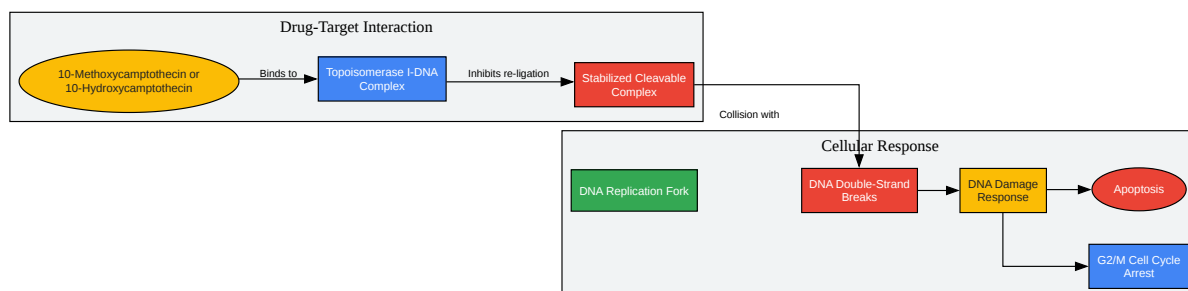 Drug-Target Interaction
10-Methoxycamptothecin or
10-Hydroxycamptothecin
Binds to
Topoisomerase I-DNA
Complex
Inhibits re-ligation
Stabilized Cleavable
Complex
Collision with
Cellular Response
DNA Replication Fork
DNA Double-Strand
Breaks
DNA Damage
Response
Apoptosis
G2/M Cell Cycle
Arrest